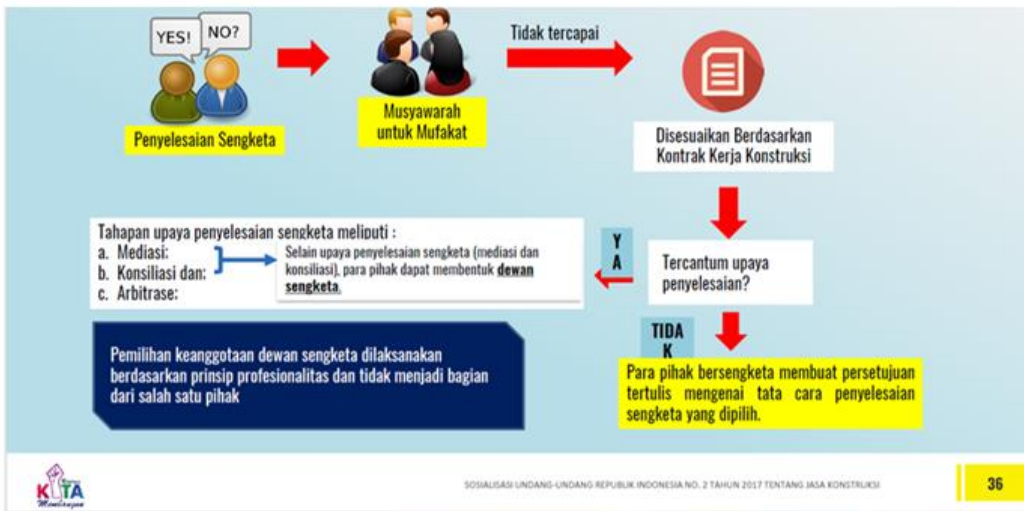 YES!
NO?
Penyelesaian Sengketa
Musyawarah
untuk Mufakat
Tidak tercapai
Disesuaikan Berdasarkan
Kontrak Kerja Konstruksi
Tercantum upaya
penyelesaian?
Y
A
Tahapan upaya penyelesaian sengketa meliputi :
a. Mediasi;
b. Konsiliasi dan;
c. Arbitrase;
Selain upaya penyelesaian sengketa (mediasi dan
konsiliasi), para pihak dapat membentuk dewan
sengketa.
TIDA
K
Para pihak bersengketa membuat persetujuan
tertulis mengenai tata cara penyelesaian
sengketa yang dipilih.
Pemilihan keanggotaan dewan sengketa dilaksanakan
berdasarkan prinsip profesionalitas dan tidak menjadi bagian
dari salah satu pihak
KITA
Membangun
SOSIALISASI UNDANG-UNDANG REPUBLIK INDONESIA NO. 2 TAHUN 2017 TENTANG JASA KONSTRUKSI
36